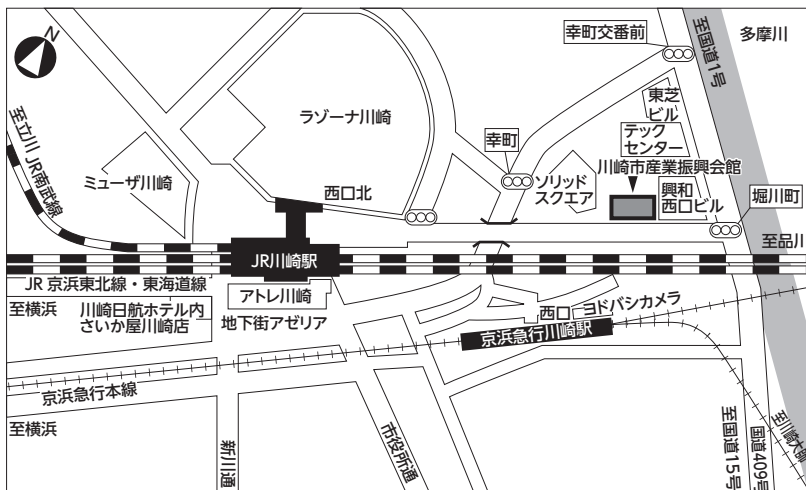 N
幸町交番前
至国道1号
多摩川
東芝
ビル
ラゾーナ川崎
幸町
テック
センター
川崎市産業振興会館
至立川 JR南武線
ミューザ川崎
西口北
ソリッド
スクエア
興和
西口ビル
堀川町
至品川
JR川崎駅
JR 京浜東北線・東海道線
アトレ川崎
至横浜
川崎日航ホテル内
さいか屋川崎店
地下街アゼリア
西口
ヨドバシカメラ
京浜急行川崎駅
京浜急行本線
至横浜
新川通
市役所通
至国道15号
国道409号
至川崎大師